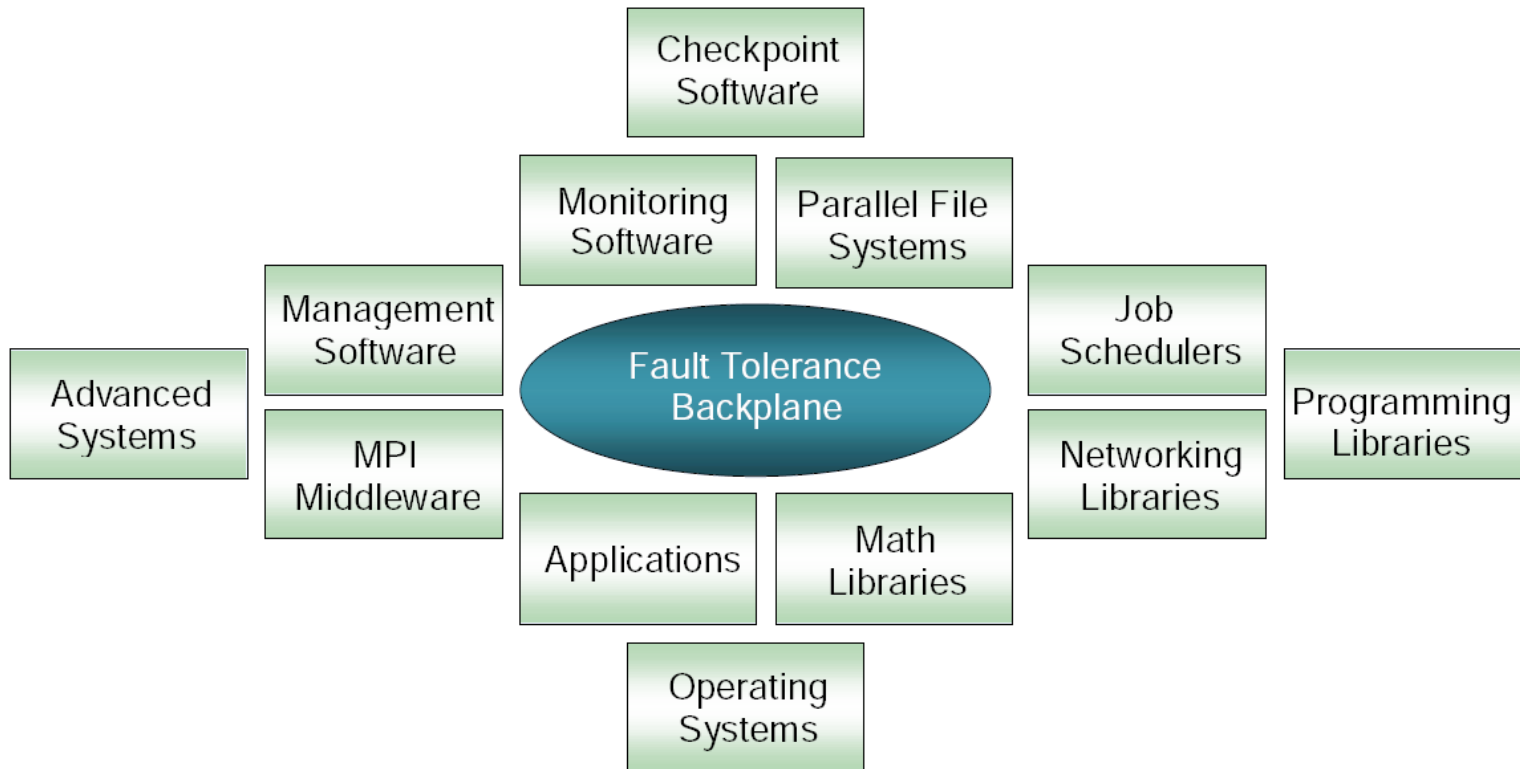 Checkpoint
Software
Monitoring
Software
Parallel File
Systems
Management
Software
Job
Schedulers
Fault Tolerance
Backplane
Advanced
Systems
Programming
Libraries
MPI
Middleware
Networking
Libraries
Applications
Math
Libraries
Operating
Systems